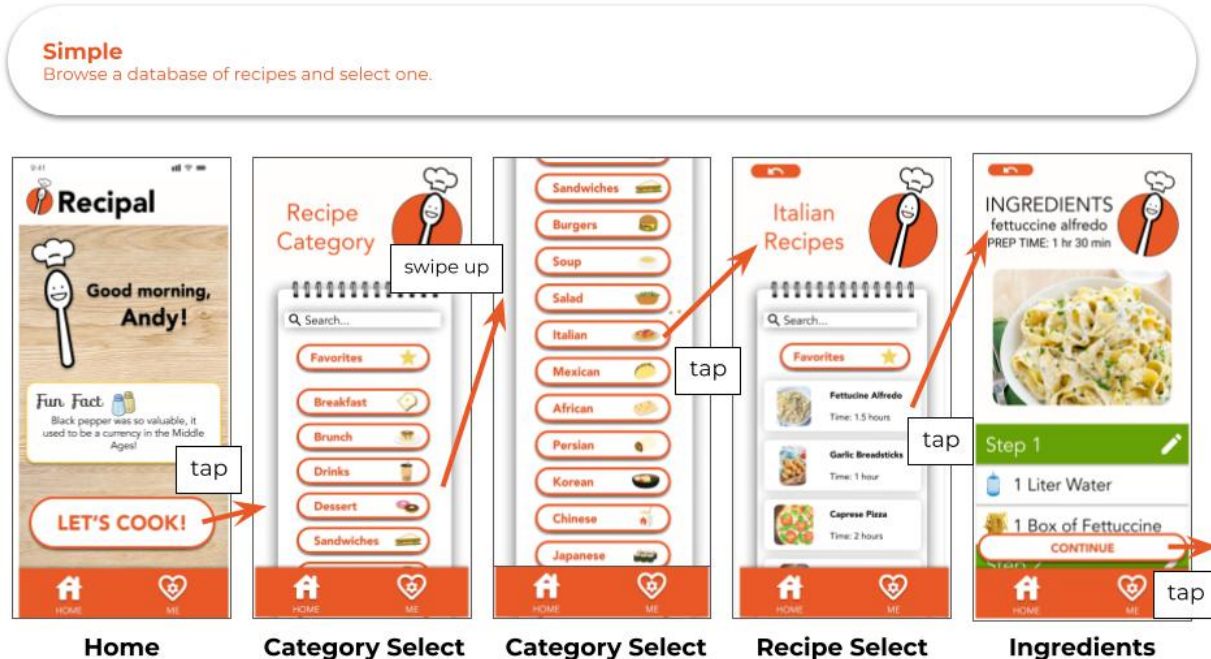 Simple
Browse a database of recipes and select one.
9:41
Recipal
Good morning,
Andy!
Fun Fact
Black pepper was so valuable, it
used to be a currency in the Middle
Ages!
LET'S COOK!
HOME
ME
tap
Home
Recipe
Category
Search...
Favorites
Breakfast
Brunch
Drinks
Dessert
Sandwiches
HOME
ME
swipe up
Category Select
Sandwiches
Burgers
Soup
Salad
Italian
Mexican
African
Persian
Korean
Chinese
Japanese
HOME
ME
tap
Category Select
Italian
Recipes
Search...
Favorites
Fettucine Alfredo
Time: 1.5 hours
Garlic Breadsticks
Time: 1 hour
Caprese Pizza
Time: 2 hours
HOME
ME
tap
Recipe Select
INGREDIENTS
fettuccine alfredo
PREP TIME: 1 hr 30 min
Step 1
1 Liter Water
1 Box of Fettuccine
CONTINUE
Step 2
HOME
ME
tap
Ingredients